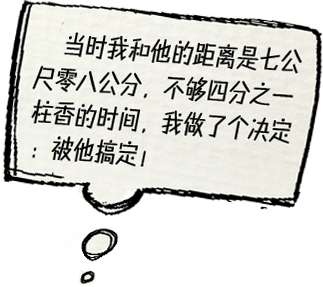 当时我和他的距离是七公
尺零八公分，不够四分之一
柱香的时间，我做了个决定
：被他搞定!